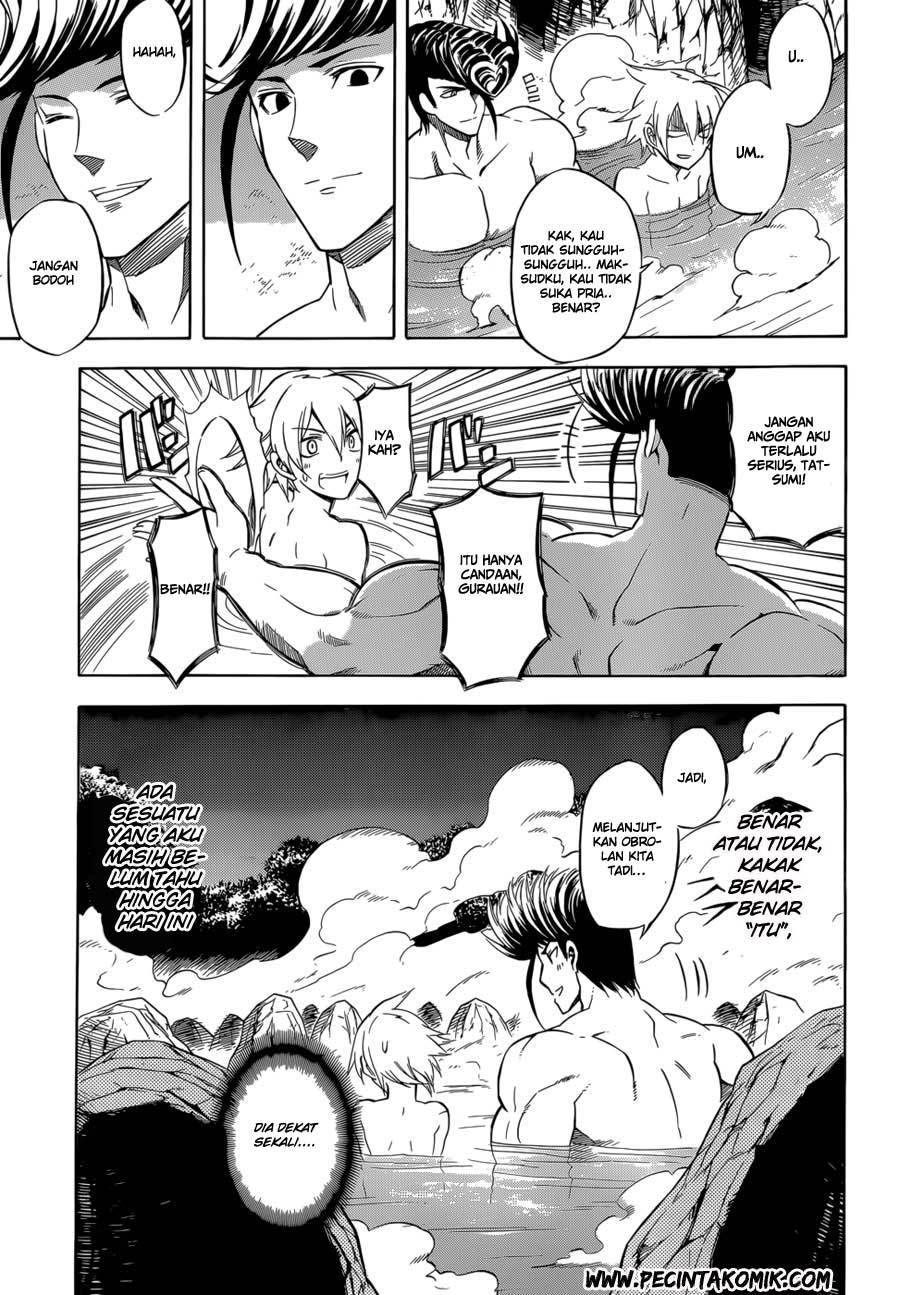 U..
UM..
KAK, KAU
TIDAK SUNGGUH-
SUNGGUH.. MAK-
SUDKU, KAU TIDAK
SUKA PRIA..
BENAR?
HAHAH,
JANGAN
BODOH
JANGAN
ANGGAP AKU
TERLALU
SERIUS, TAT-
SUMI!
ITU HANYA
CANDAAN,
GURAUAN!!
IYA
KAH?
BENAR!!
JADI,
MELANJUT-
KAN OBRO-
LAN KITA
TADI...
BENAR
ATAU TIDAK,
KAKAK
BENAR-
BENAR
"ITU",
ADA
SESUATU
YANG AKU
MASIH BE-
LUM TAHU
HINGGA
HARI INI
DIA DEKAT
SEKALI....
WWW.PECINTAKOMIK.COM